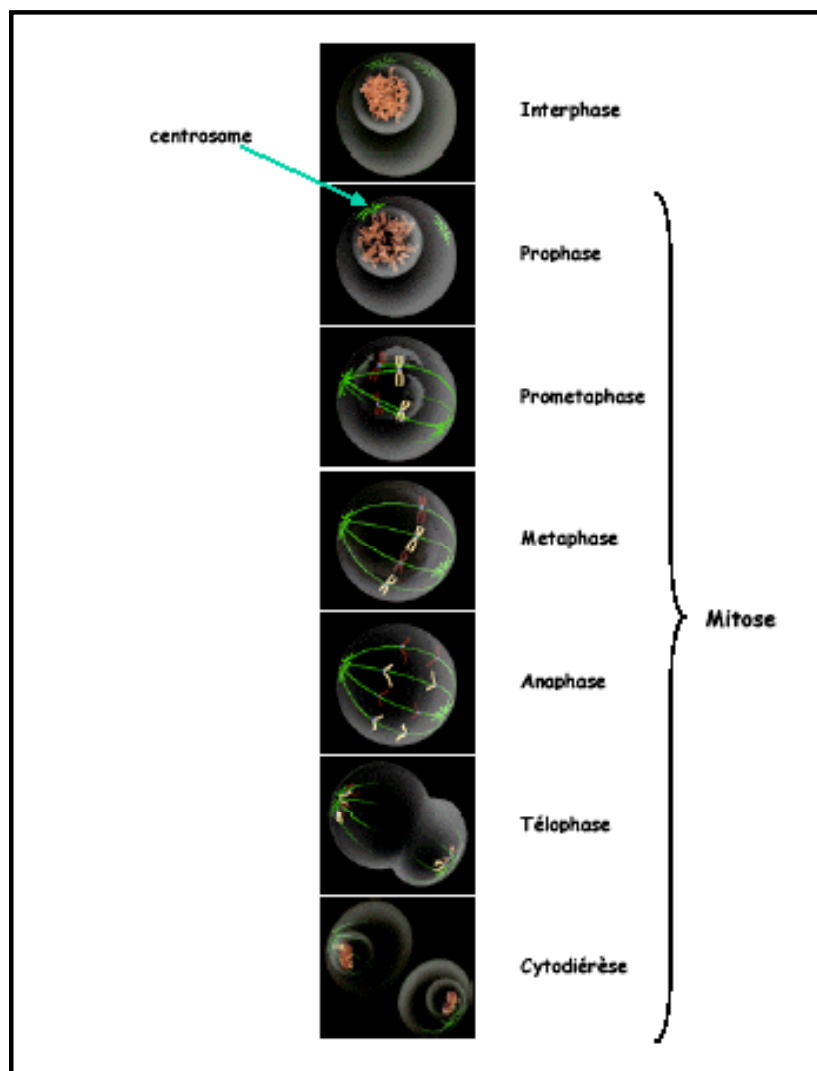 Interphase
centrosome
Prophase
Prometaphase
Metaphase
Mitose
Anaphase
Télophase
Cytodiérèse